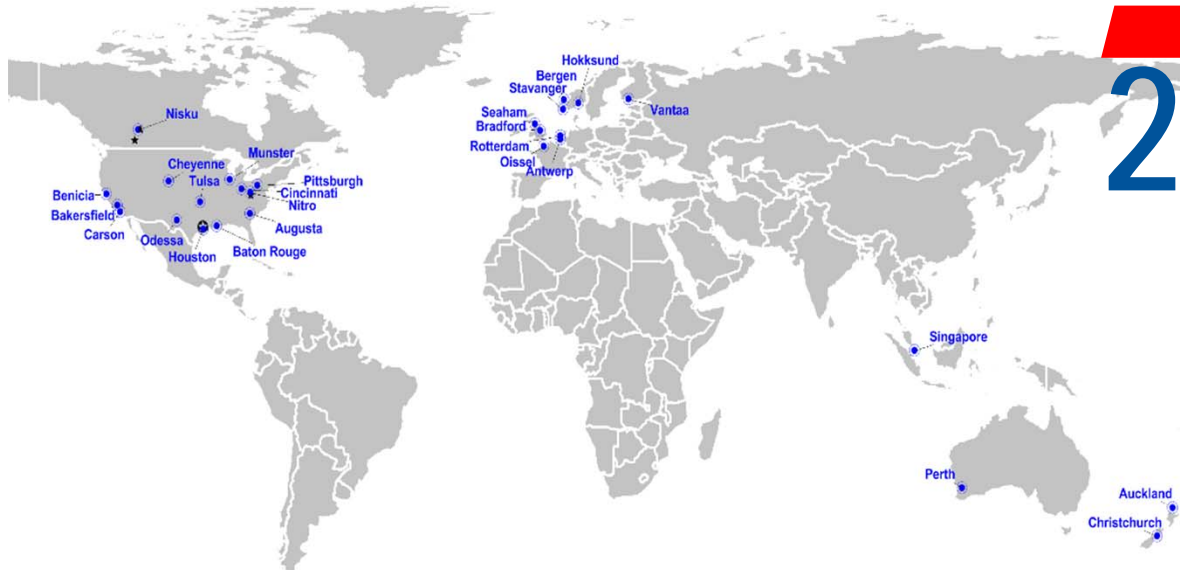 2
Hokksund
Bergen
Stavanger
Vantaa
Seaham
Bradford
Rotterdam
Oissel
Antwerp
Nisku
Munster
Cheyenne
Tulsa
Pittsburgh
Cincinnati
Nitro
Benicia
Bakersfield
Carson
Augusta
Odessa
Baton Rouge
Houston
Singapore
Perth
Auckland
Christchurch